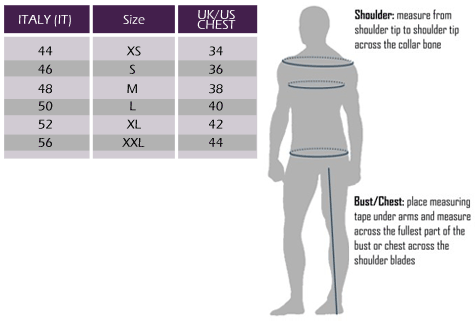 ITALY (IT) Size UK/US CHEST
44 XS 34
46 S 36
48 M 38
50 L 40
52 XL 42
56 XXL 44
Shoulder: measure from
shoulder tip to shoulder tip
across the collar bone
Bust/Chest: place measuring
tape under arms and measure
across the fullest part of the
bust or chest across the
shoulder blades